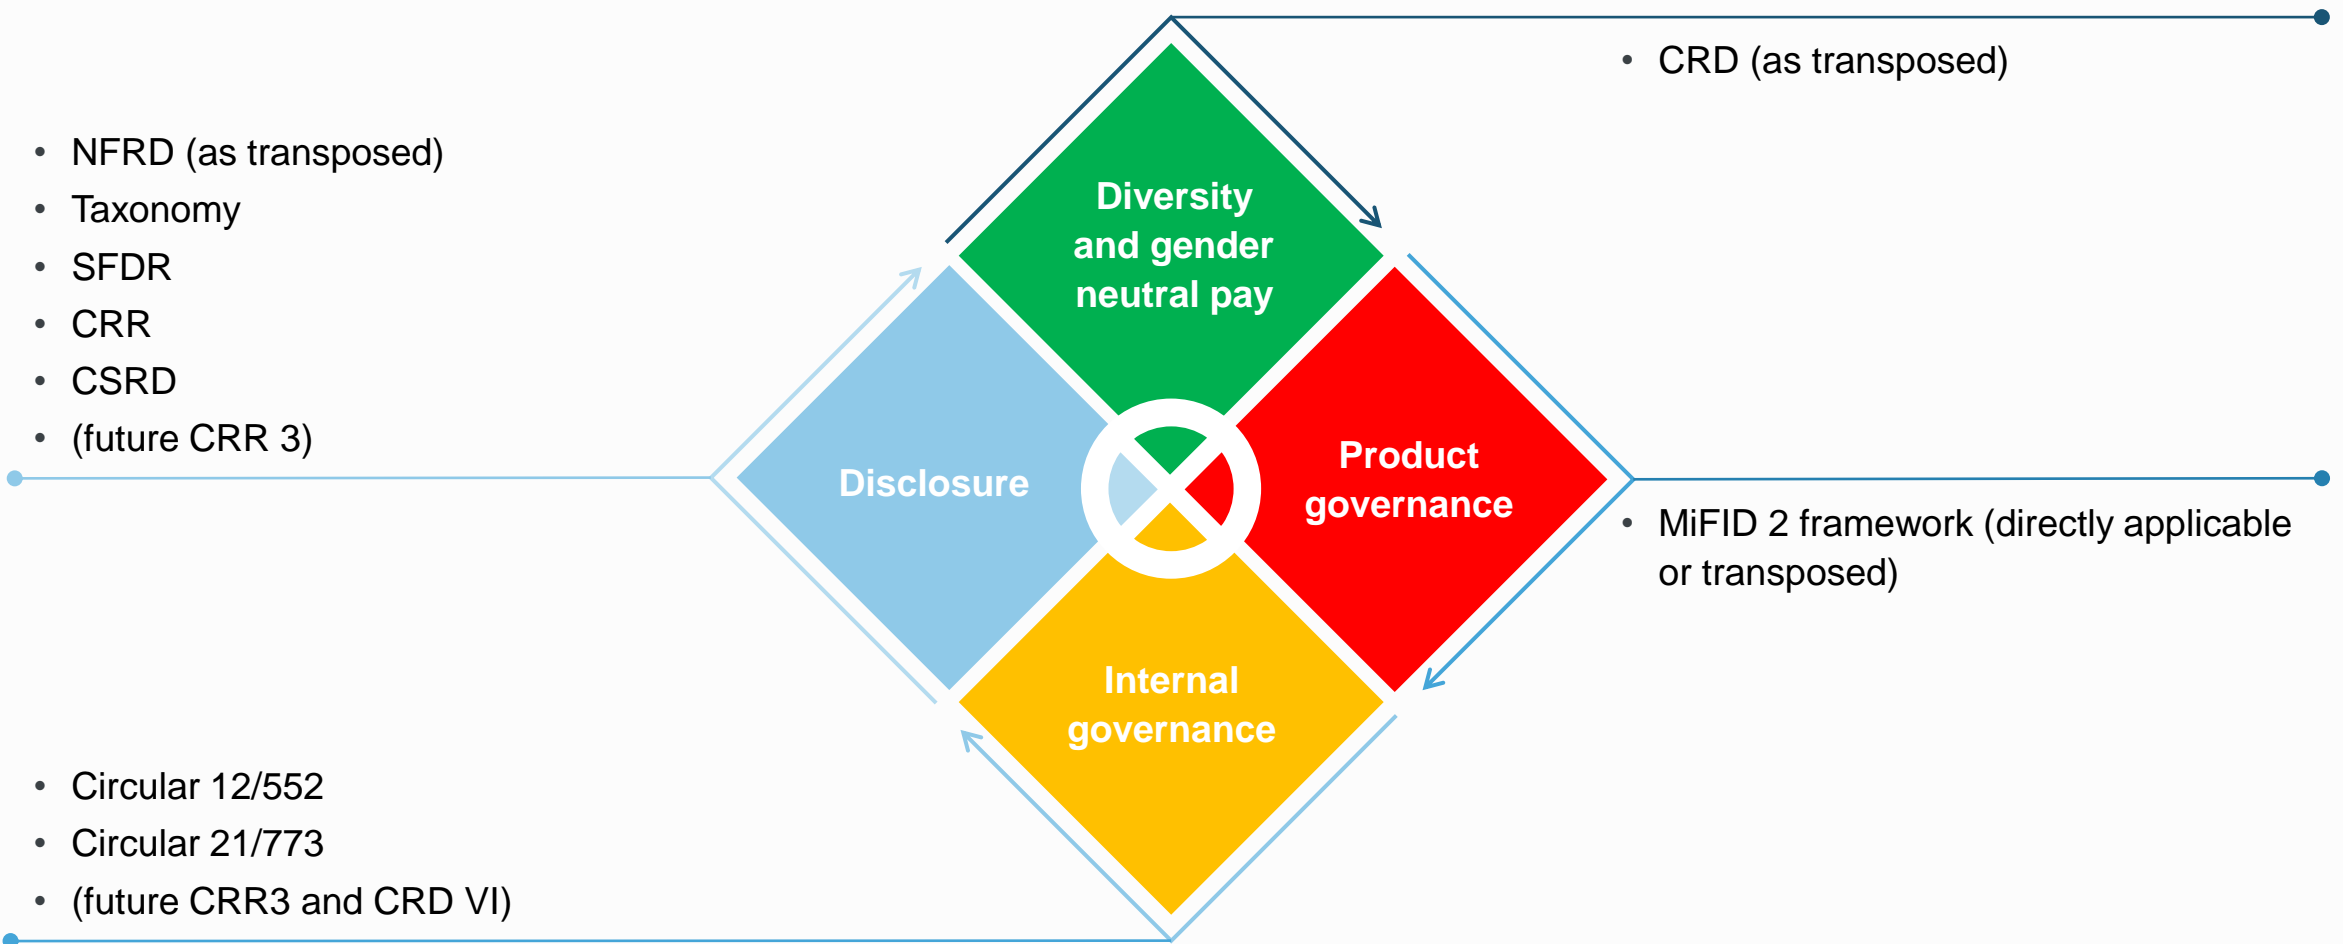 • CRD (as transposed)
• NFRD (as transposed)
• Taxonomy
• SFDR
• CRR
• CSRD
• (future CRR 3)
Diversity
and gender
neutral pay
Disclosure
Product
governance
• MiFID 2 framework (directly applicable
or transposed)
Internal
governance
• Circular 12/552
• Circular 21/773
• (future CRR3 and CRD VI)